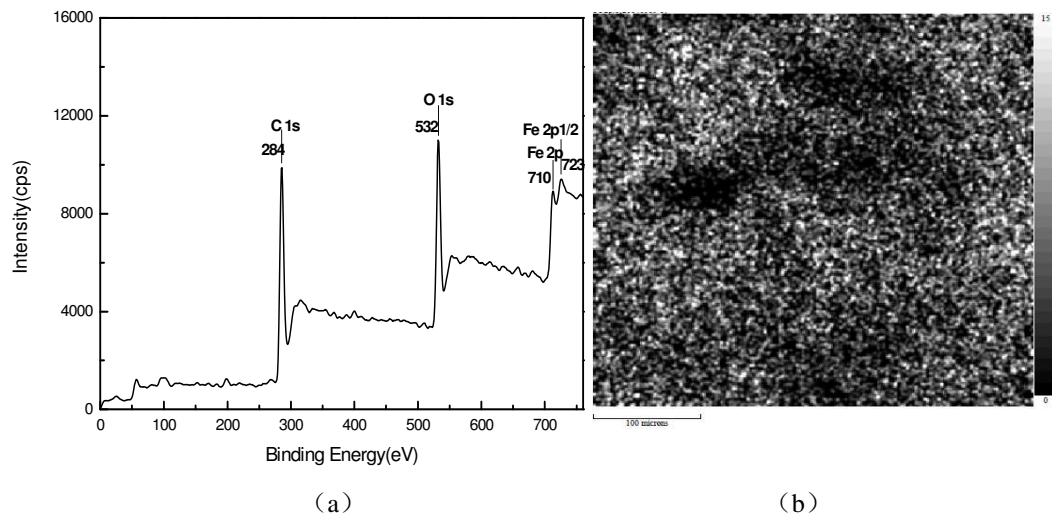 16000
12000
8000
4000
0
Intensity(cps)
C 1s
284
O 1s
532
Fe 2p1/2
Fe 2p
723
710
0 100 200 300 400 500 600 700
Binding Energy(eV)
15
0
100 microns
(a)
(b)